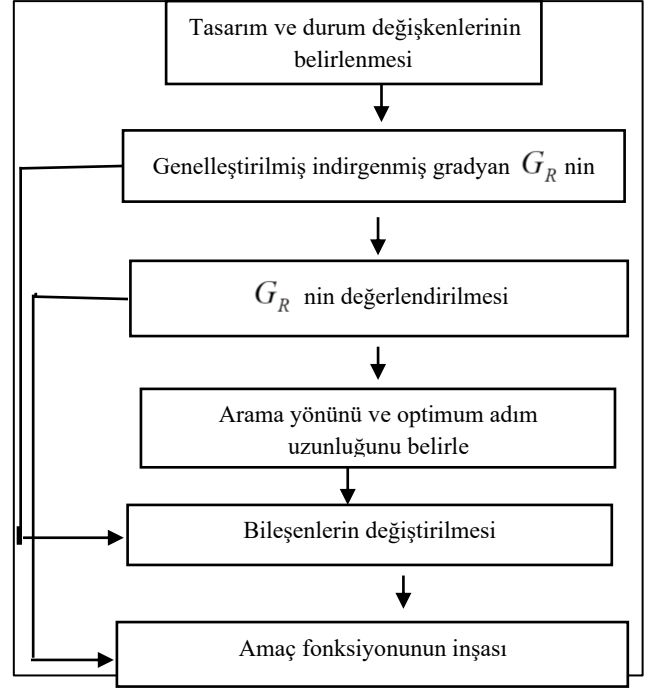 Tasarım ve durum değişkenlerinin
belirlenmesi
Genelleştirilmiş indirgenmiş gradyan G_R nin
G_R nin değerlendirilmesi
Arama yönünü ve optimum adım
uzunluğunu belirle
Bileşenlerin değiştirilmesi
Amaç fonksiyonunun inşası